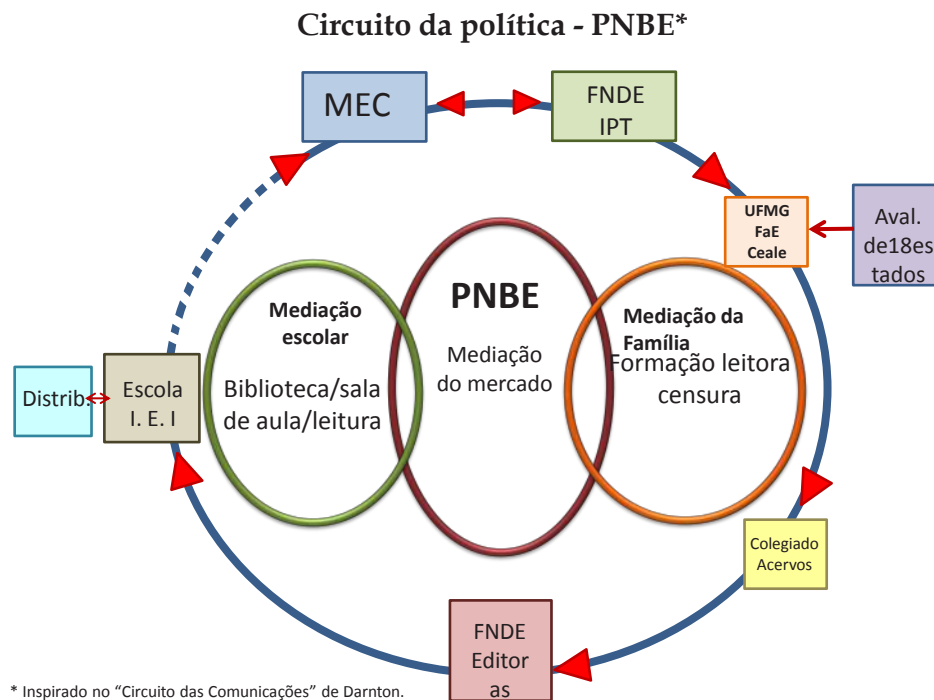 Circuito da política - PNBE*
MEC
FNDE
IPT
UFMG
FaE
Ceale
Aval.
de18es
tados
Mediação
escolar
Biblioteca/sala
de aula/leitura
PNBE
Mediação
do mercado
Mediação da
Família
Formação leitora
censura
Distrib.
Escola
I. E. I
Colegiado
Acervos
FNDE
Editor
as
* Inspirado no “Circuito das Comunicações” de Darnton.